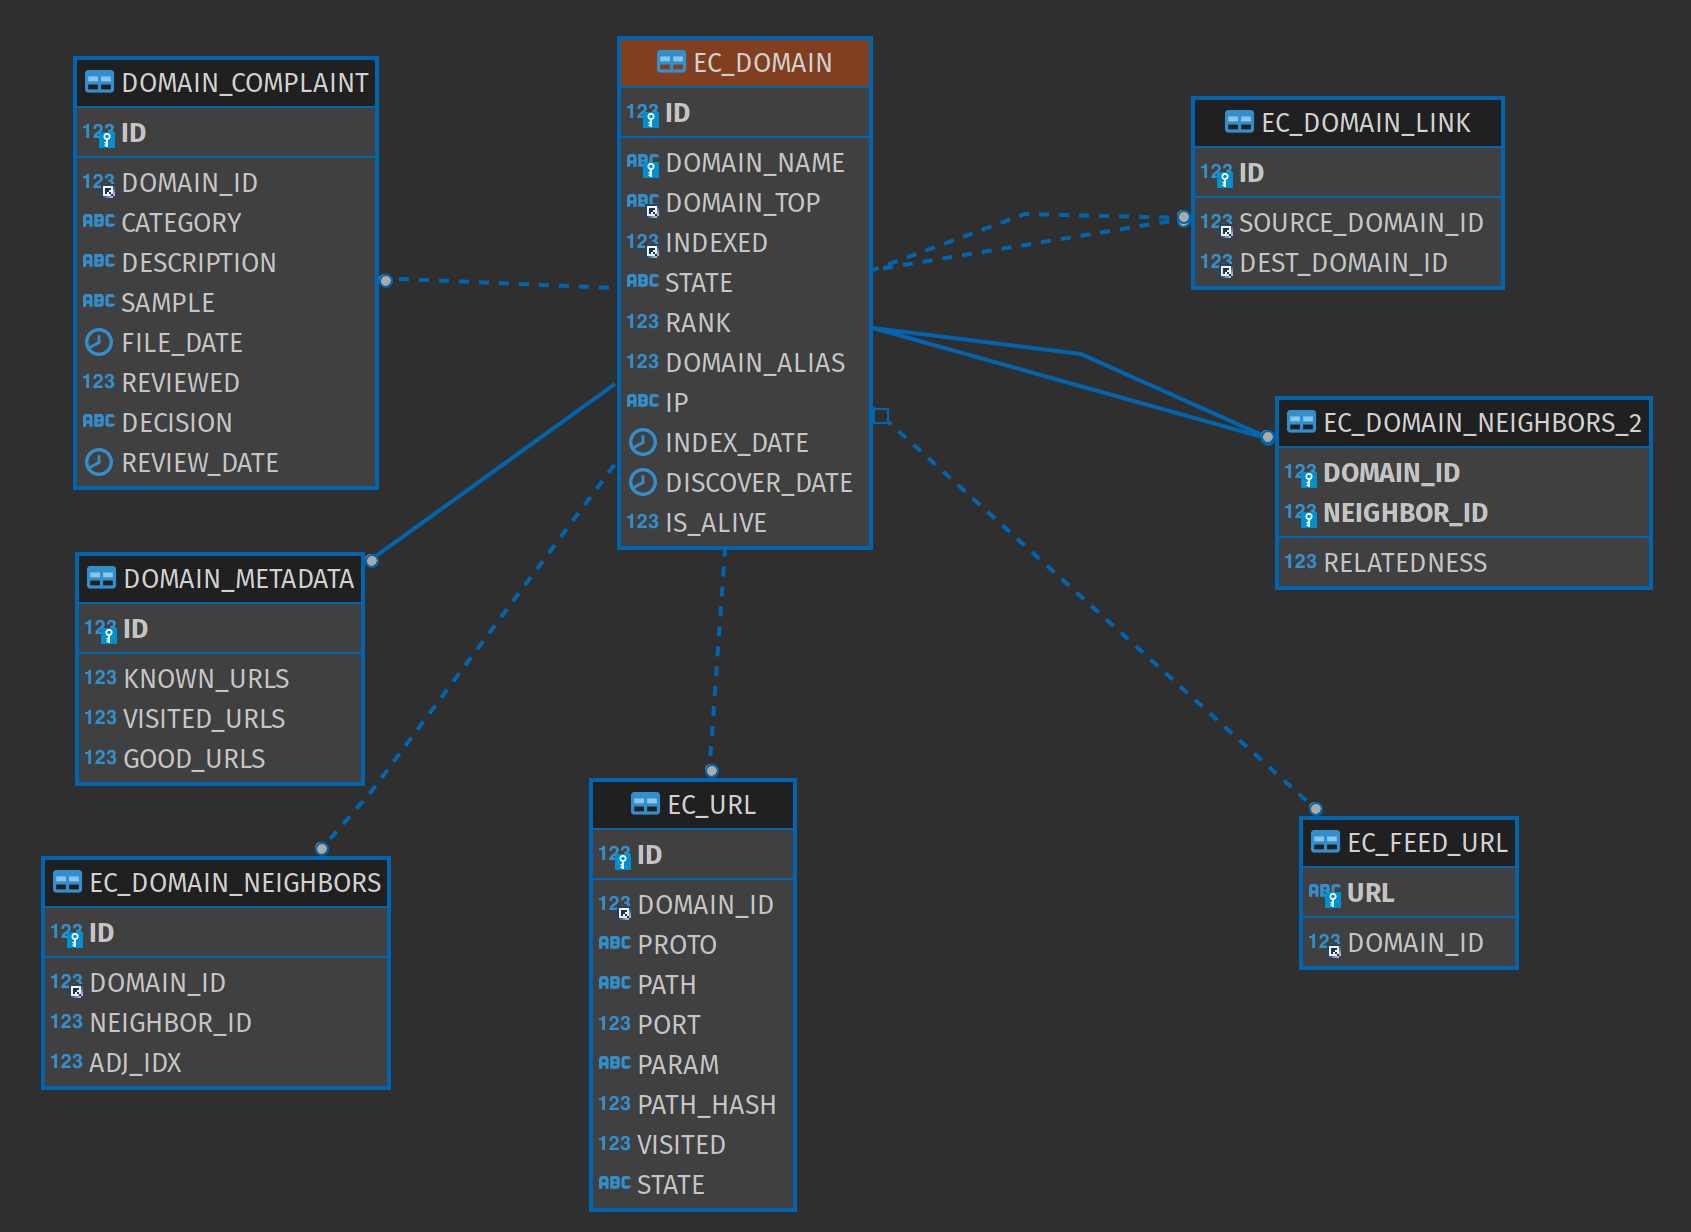 DOMAIN_COMPLAINT
123 ID
123 DOMAIN_ID
ABC CATEGORY
ABC DESCRIPTION
ABC SAMPLE
FILE_DATE
123 REVIEWED
ABC DECISION
REVIEW_DATE
EC_DOMAIN
123 ID
ABC DOMAIN_NAME
ABC DOMAIN_TOP
123 INDEXED
ABC STATE
123 RANK
123 DOMAIN_ALIAS
ABC IP
INDEX_DATE
DISCOVER_DATE
123 IS_ALIVE
EC_DOMAIN_LINK
123 ID
123 SOURCE_DOMAIN_ID
123 DEST_DOMAIN_ID
EC_DOMAIN_NEIGHBORS_2
123 DOMAIN_ID
123 NEIGHBOR_ID
123 RELATEDNESS
DOMAIN_METADATA
123 ID
123 KNOWN_URLS
123 VISITED_URLS
123 GOOD_URLS
EC_DOMAIN_NEIGHBORS
123 ID
123 DOMAIN_ID
123 NEIGHBOR_ID
123 ADJ_IDX
EC_URL
123 ID
123 DOMAIN_ID
ABC PROTO
ABC PATH
123 PORT
ABC PARAM
123 PATH_HASH
123 VISITED
ABC STATE
EC_FEED_URL
ABC URL
123 DOMAIN_ID